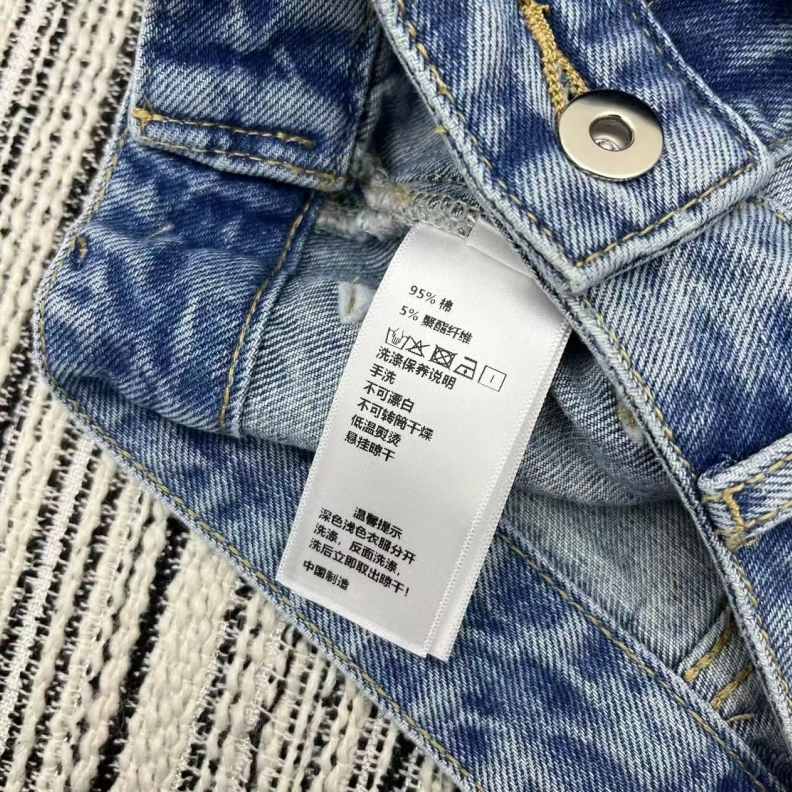 95% 棉
5% 聚酯纤维
洗涤保养说明
手洗
不可漂白
不可转筒干燥
低温熨烫
悬挂晾干
温馨提示
深色浅色衣服分开
洗涤，反面洗涤，
洗后立即取出晾干！
中国制造